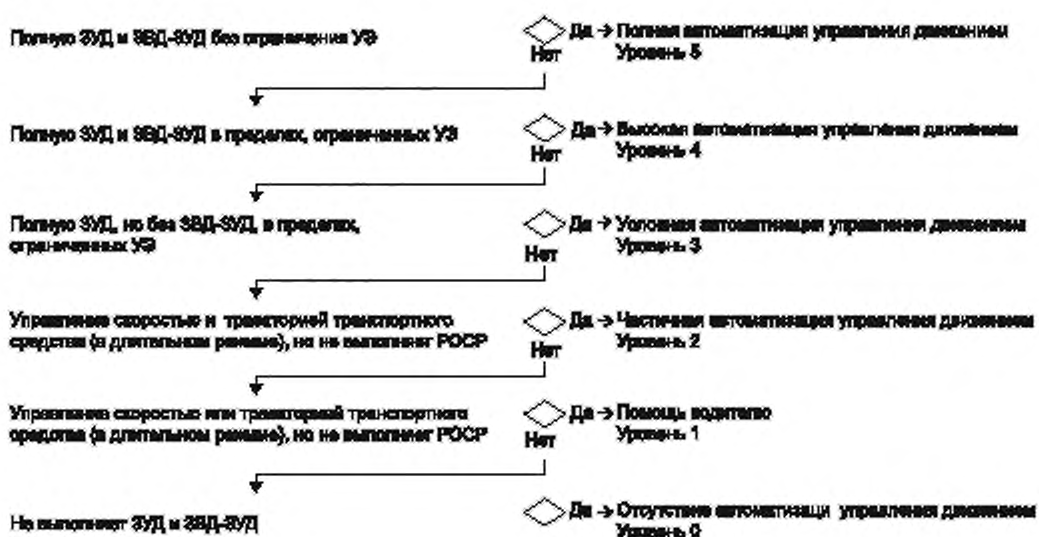 Полную ЗУД и ЗВД-ЗУД без ограничения УЭ
Да → Полная автоматизация управления движением
Нет
Уровень 5
Полную ЗУД и ЗВД-ЗУД в пределах, ограниченных УЭ
Да → Высокая автоматизация управления движением
Нет
Уровень 4
Полную ЗУД, но без ЗВД-ЗУД, в пределах,
ограниченных УЭ
Да → Условная автоматизация управления движением
Нет
Уровень 3
Управление скоростью и траекторией транспортного
средства (в длительном режиме), но не выполняет РОСР
Да → Частичная автоматизация управления движением
Нет
Уровень 2
Управление скоростью или траекторией транспортного
средства (в длительном режиме), но не выполняет РОСР
Да → Помощь водителю
Нет
Уровень 1
Не выполняет ЗУД и ЗВД-ЗУД
Да → Отсутствие автоматизаци управления движением
Уровень 0